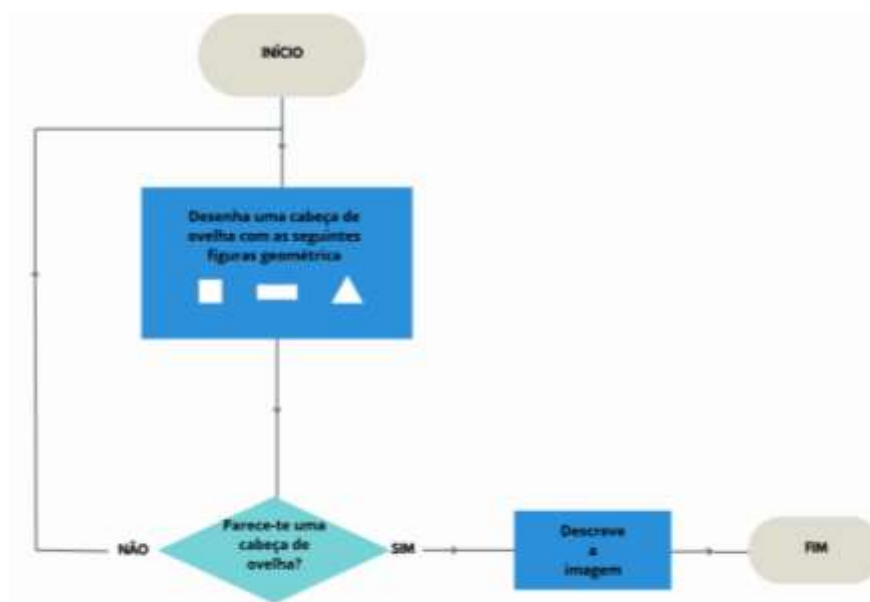 INÍCIO
Desenha uma cabeça de
ovelha com as seguintes
figuras geométrica
Parece-te uma
cabeça de
ovelha?
NÃO
SIM
Descreve
a
imagem
FIM